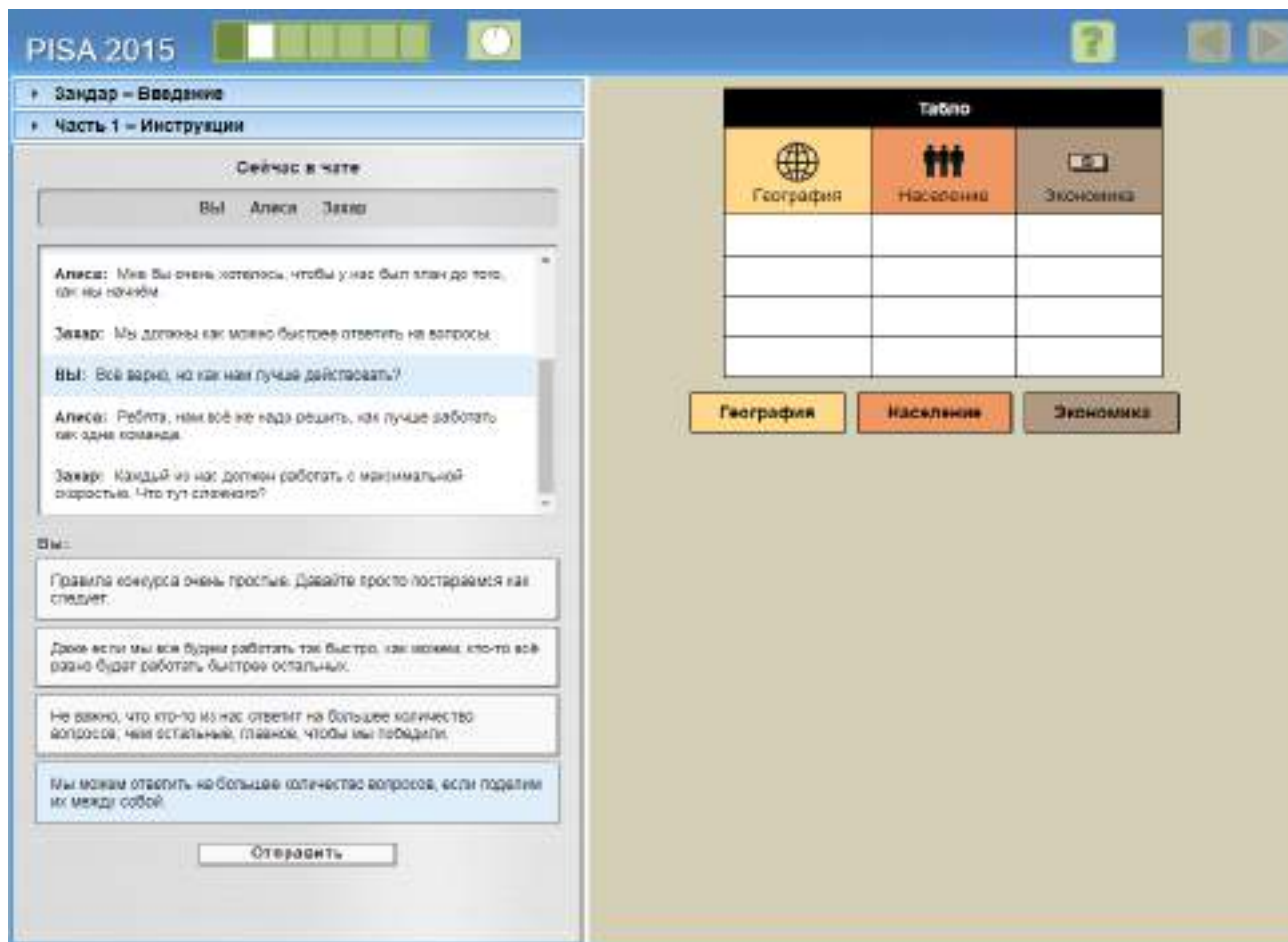 PISA 2015
?
Зандар – Введение
Часть 1 – Инструкции
Сейчас в чате
ВЫ Алиса Захар
Алиса: Мне бы очень хотелось, чтобы у нас был план до того,
как мы начнём.
Захар: Мы должны как можно быстрее ответить на вопросы.
ВЫ: Всё верно, но как нам лучше действовать?
Алиса: Ребята, нам всё же надо решить, как лучше работать
как одна команда.
Захар: Каждый из нас должен работать с максимальной
скоростью. Что тут сложного?
Вы:
Правила конкурса очень простые. Давайте просто постараемся как
следует.
Даже если мы все будем работать так быстро, как можем, кто-то всё
равно будет работать быстрее остальных.
Не важно, что кто-то из нас ответит на большее количество
вопросов, чем остальные, главное, чтобы мы победили.
Мы можем ответить на большее количество вопросов, если поделим
их между собой.
Отправить
Табло
География Население Экономика
География Население Экономика